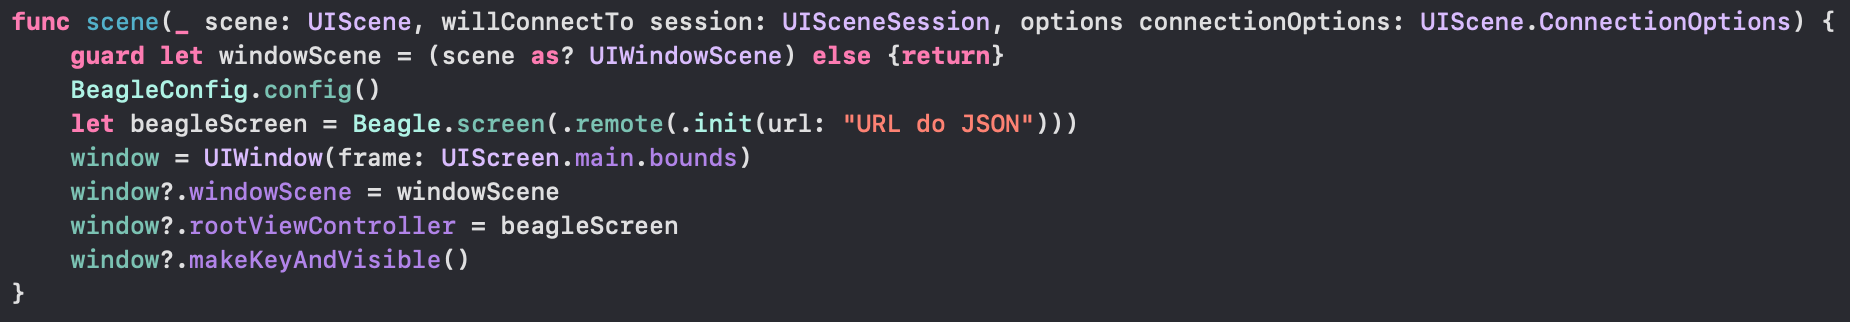 func scene(_ scene: UIScene, willConnectTo session: UISceneSession, options connectionOptions: UIScene.ConnectionOptions) {
    guard let windowScene = (scene as? UIWindowScene) else {return}
    BeagleConfig.config()
    let beagleScreen = Beagle.screen(.remote(.init(url: "URL do JSON")))
    window = UIWindow(frame: UIScreen.main.bounds)
    window?.windowScene = windowScene
    window?.rootViewController = beagleScreen
    window?.makeKeyAndVisible()
}